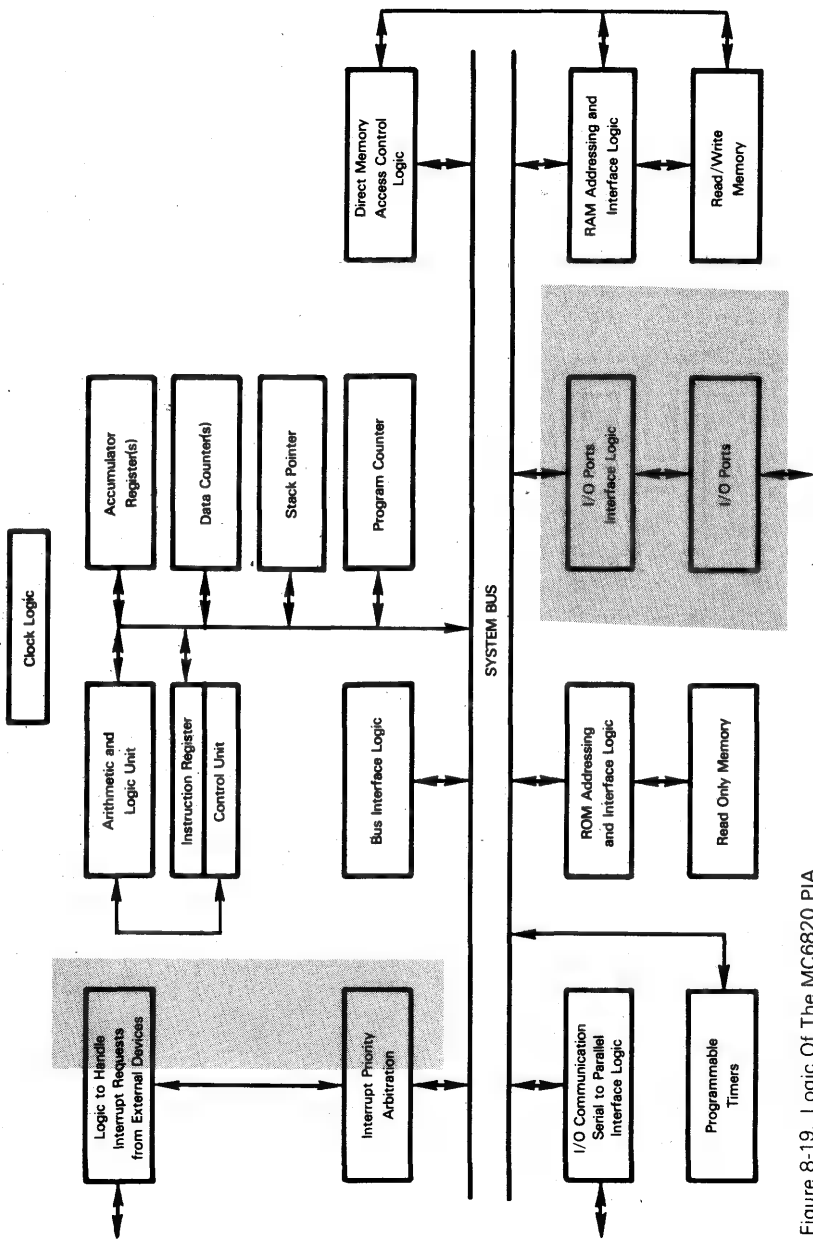 Clock Logic
Logic to Handle
Interrupt Requests
from External Devices
Arithmetic and
Logic Unit
Accumulator
Register(s)
Instruction Register
Control Unit
Data Counter(s)
Stack Pointer
Interrupt Priority
Arbitration
Bus Interface Logic
Program Counter
Direct Memory
Access Control
Logic
SYSTEM BUS
I/O Communication
Serial to Parallel
Interface Logic
ROM Addressing
and Interface Logic
I/O Ports
Interface Logic
RAM Addressing and
Interface Logic
Programmable
Timers
Read Only Memory
I/O Ports
Read/Write
Memory
Figure 8-19. Logic Of The MC6820 PIA